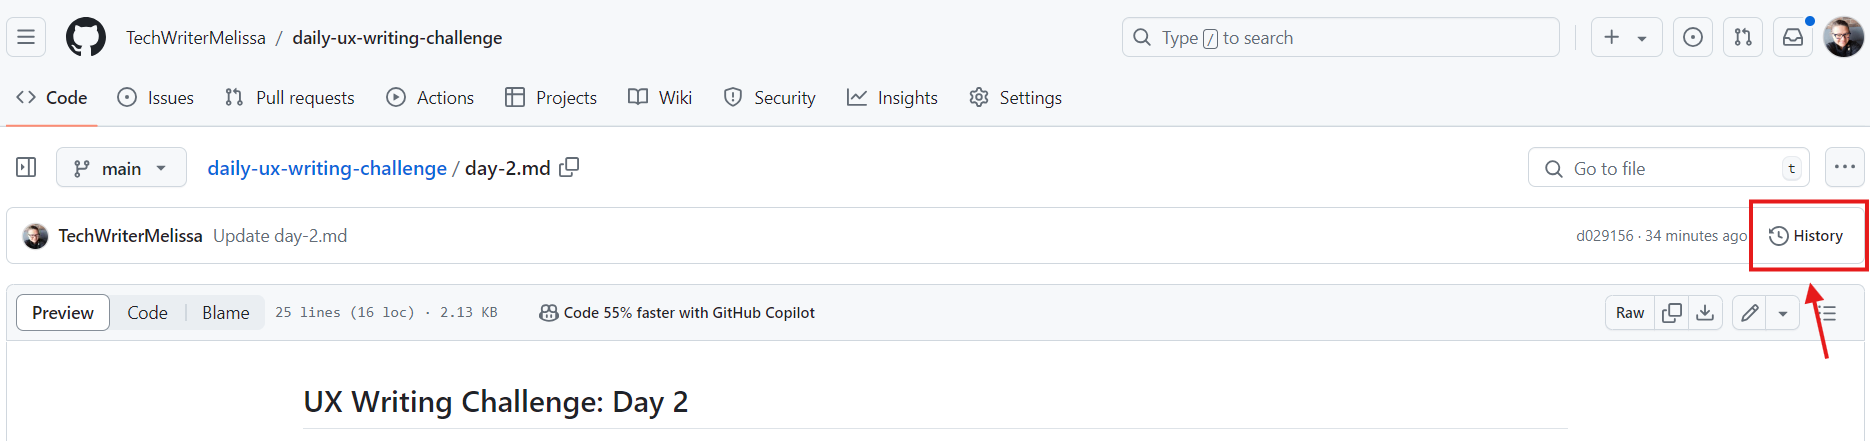 TechWriterMelissa / daily-ux-writing-challenge Type / to search
Code Issues Pull requests Actions Projects Wiki Security Insights Settings
main daily-ux-writing-challenge / day-2.md Go to file t
TechWriterMelissa Update day-2.md d029156 · 34 minutes ago History
Preview Code Blame 25 lines (16 loc) · 2.13 KB Code 55% faster with GitHub Copilot Raw
UX Writing Challenge: Day 2